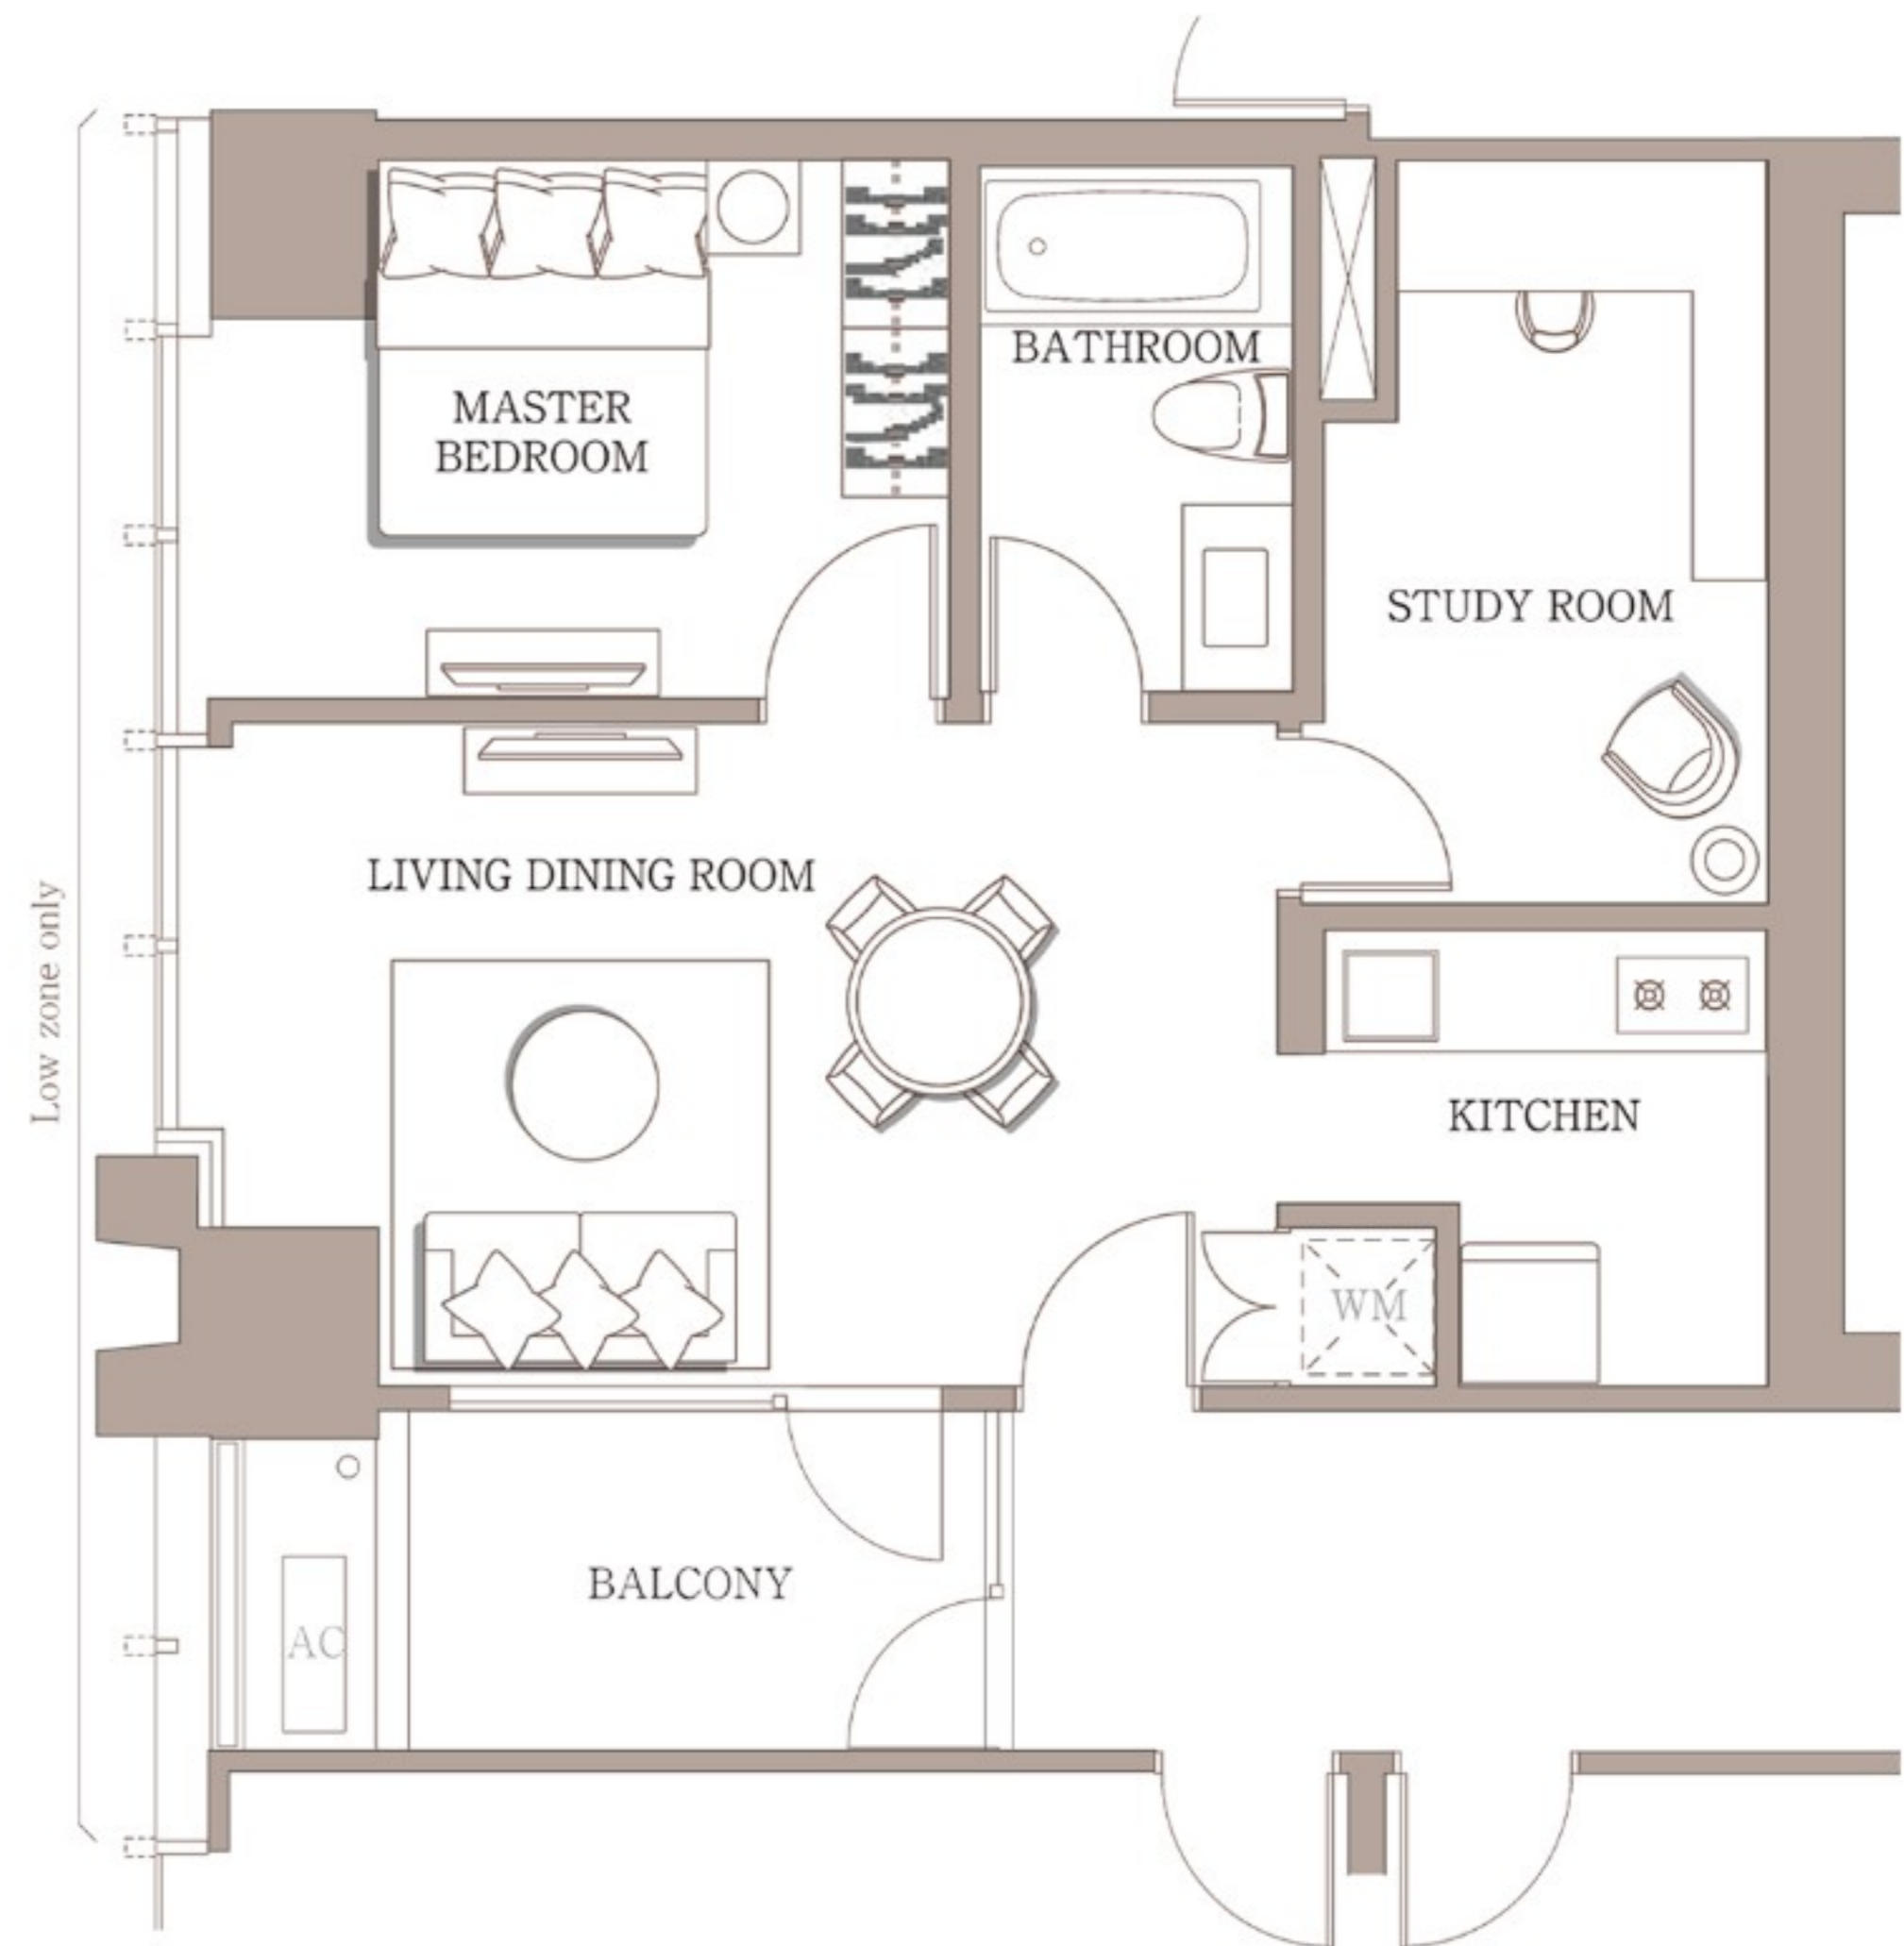 BATHROOM
MASTER
BEDROOM
STUDY ROOM
LIVING DINING ROOM
Low zone only
KITCHEN
WM
BALCONY
AC